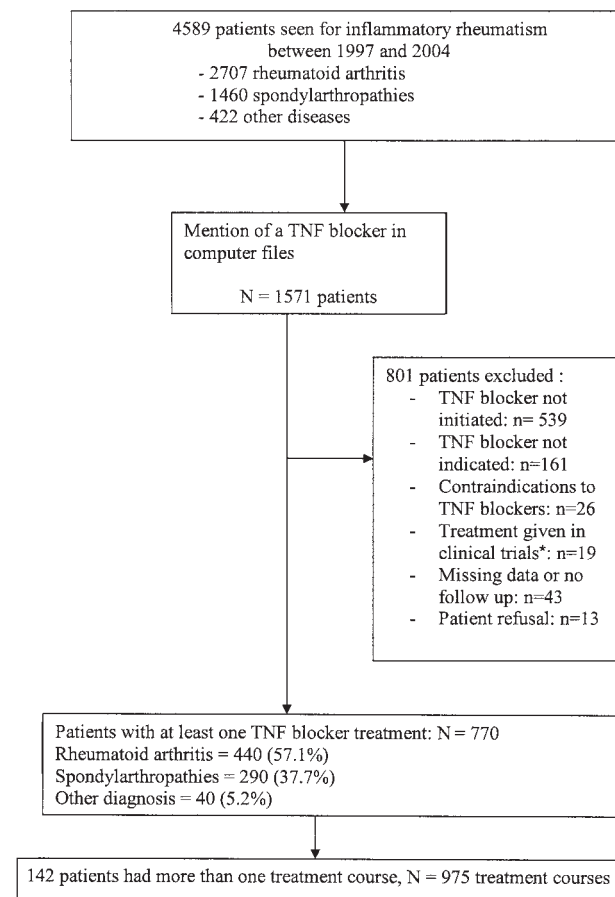 4589 patients seen for inflammatory rheumatism
between 1997 and 2004
- 2707 rheumatoid arthritis
- 1460 spondylarthropathies
- 422 other diseases
Mention of a TNF blocker in
computer files
N = 1571 patients
801 patients excluded :
- TNF blocker not
initiated: n= 539
- TNF blocker not
indicated: n=161
- Contraindications to
TNF blockers: n=26
- Treatment given in
clinical trials*: n=19
- Missing data or no
follow up: n=43
- Patient refusal: n=13
Patients with at least one TNF blocker treatment: N = 770
Rheumatoid arthritis = 440 (57.1%)
Spondylarthropathies = 290 (37.7%)
Other diagnosis = 40 (5.2%)
142 patients had more than one treatment course, N = 975 treatment courses